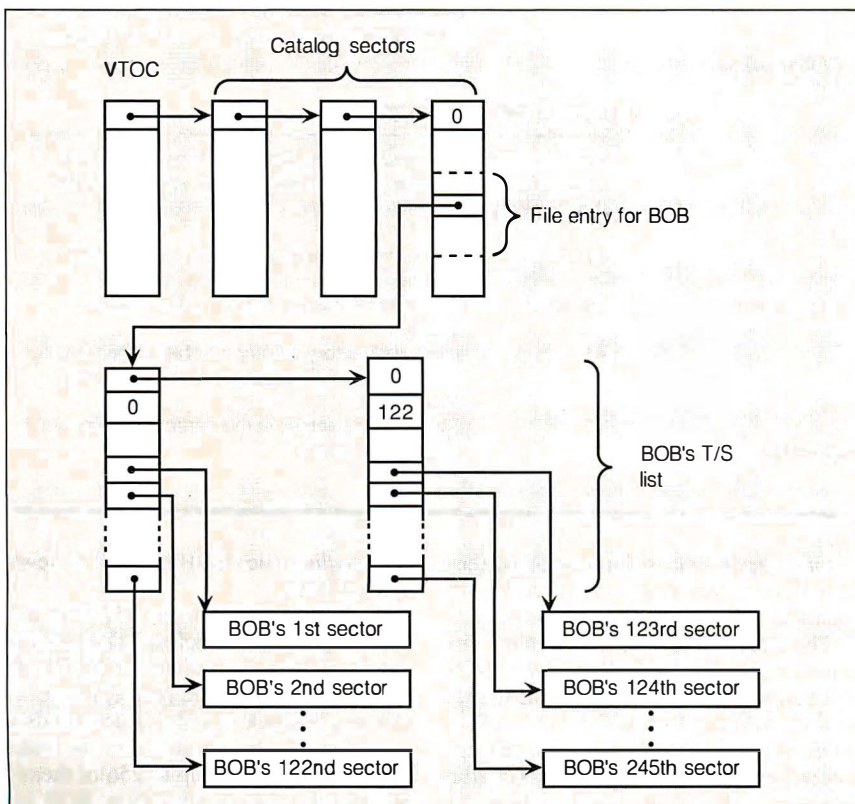 Catalog sectors
VTOC
0
File entry for BOB
0
0
122
BOB's T/S
list
BOB's 1st sector
BOB's 123rd sector
BOB's 2nd sector
BOB's 124th sector
BOB's 122nd sector
BOB's 245th sector